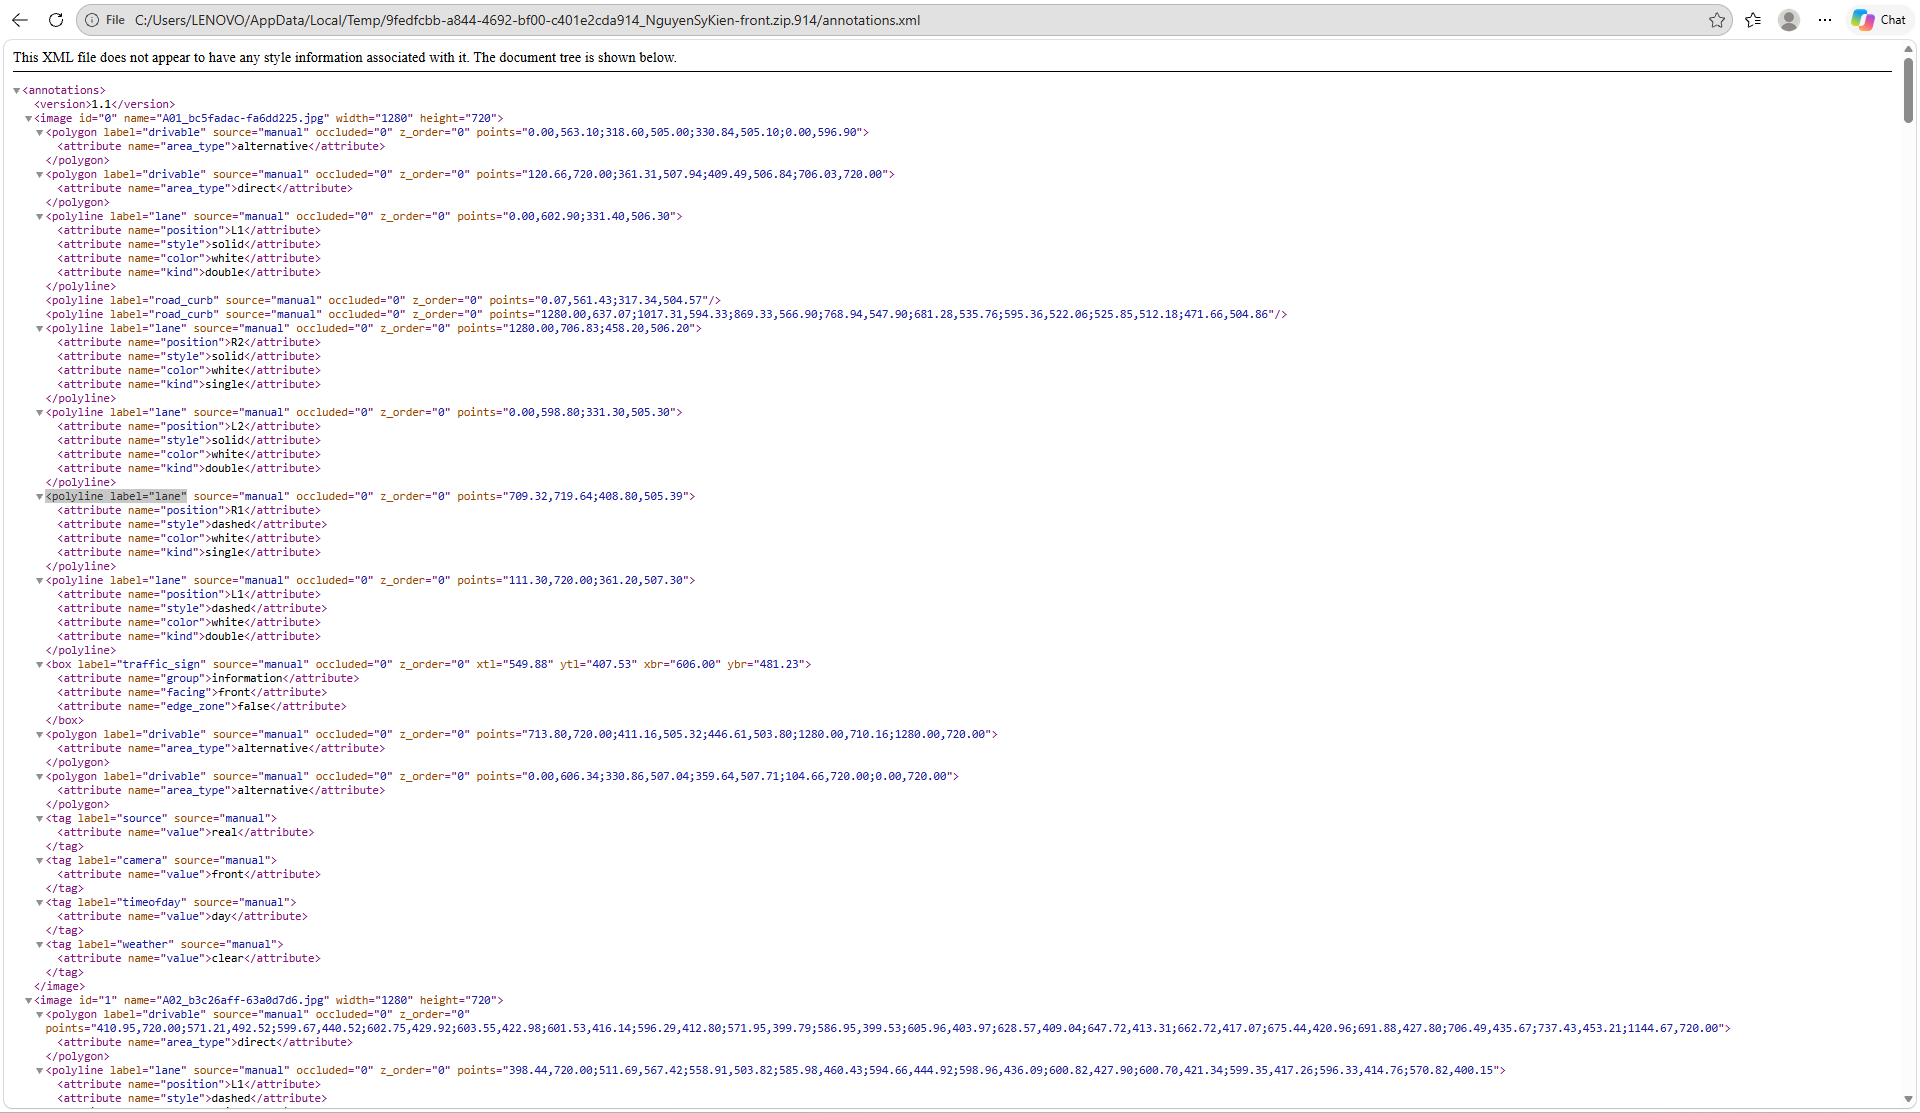 File C:/Users/LENOVO/AppData/Local/Temp/9fedfcbb-a844-4692-bf00-c401e2cda914_NguyenSyKien-front.zip.914/annotations.xml
Chat
This XML file does not appear to have any style information associated with it. The document tree is shown below.
<annotations>
<version>1.1</version>
<image id="0" name="A01_bc5fadac-fa6dd225.jpg" width="1280" height="720">
<polygon label="drivable" source="manual" occluded="0" z_order="0" points="0.00,563.10;318.60,505.00;330.84,505.10;0.00,596.90">
<attribute name="area_type">alternative</attribute>
</polygon>
<polygon label="drivable" source="manual" occluded="0" z_order="0" points="120.66,720.00;361.31,507.94;409.49,506.84;706.03,720.00">
<attribute name="area_type">direct</attribute>
</polygon>
<polyline label="lane" source="manual" occluded="0" z_order="0" points="0.00,602.90;331.40,506.30">
<attribute name="position">L1</attribute>
<attribute name="style">solid</attribute>
<attribute name="color">white</attribute>
<attribute name="kind">double</attribute>
</polyline>
<polyline label="road_curb" source="manual" occluded="0" z_order="0" points="0.07,561.43;317.34,504.57"/>
<polyline label="road_curb" source="manual" occluded="0" z_order="0" points="1280.00,637.07;1017.31,594.33;869.33,566.90;768.94,547.90;681.28,535.76;595.36,522.06;525.85,512.18;471.66,504.86"/>
<polyline label="lane" source="manual" occluded="0" z_order="0" points="1280.00,706.83;458.20,506.20">
<attribute name="position">R2</attribute>
<attribute name="style">solid</attribute>
<attribute name="color">white</attribute>
<attribute name="kind">single</attribute>
</polyline>
<polyline label="lane" source="manual" occluded="0" z_order="0" points="0.00,598.80;331.30,505.30">
<attribute name="position">L2</attribute>
<attribute name="style">solid</attribute>
<attribute name="color">white</attribute>
<attribute name="kind">double</attribute>
</polyline>
<polyline label="lane" source="manual" occluded="0" z_order="0" points="709.32,719.64;408.80,505.39">
<attribute name="position">R1</attribute>
<attribute name="style">dashed</attribute>
<attribute name="color">white</attribute>
<attribute name="kind">single</attribute>
</polyline>
<polyline label="lane" source="manual" occluded="0" z_order="0" points="111.30,720.00;361.20,507.30">
<attribute name="position">L1</attribute>
<attribute name="style">dashed</attribute>
<attribute name="color">white</attribute>
<attribute name="kind">double</attribute>
</polyline>
<box label="traffic_sign" source="manual" occluded="0" z_order="0" xtl="549.88" ytl="407.53" xbr="606.00" ybr="481.23">
<attribute name="group">information</attribute>
<attribute name="facing">front</attribute>
<attribute name="edge_zone">false</attribute>
</box>
<polygon label="drivable" source="manual" occluded="0" z_order="0" points="713.80,720.00;411.16,505.32;446.61,503.80;1280.00,710.16;1280.00,720.00">
<attribute name="area_type">alternative</attribute>
</polygon>
<polygon label="drivable" source="manual" occluded="0" z_order="0" points="0.00,606.34;330.86,507.04;359.64,507.71;104.66,720.00;0.00,720.00">
<attribute name="area_type">alternative</attribute>
</polygon>
<tag label="source" source="manual">
<attribute name="value">real</attribute>
</tag>
<tag label="camera" source="manual">
<attribute name="value">front</attribute>
</tag>
<tag label="timeofday" source="manual">
<attribute name="value">day</attribute>
</tag>
<tag label="weather" source="manual">
<attribute name="value">clear</attribute>
</tag>
</image>
<image id="1" name="A02_b3c26aff-63a0d7d6.jpg" width="1280" height="720">
<polygon label="drivable" source="manual" occluded="0" z_order="0"
points="410.95,720.00;571.21,492.52;599.67,440.52;602.75,429.92;603.55,422.98;601.53,416.14;596.29,412.80;571.95,399.79;586.95,399.53;605.96,403.97;628.57,409.04;647.72,413.31;662.72,417.07;675.44,420.96;691.88,427.80;706.49,435.67;737.43,453.21;1144.67,720.00">
<attribute name="area_type">direct</attribute>
</polygon>
<polyline label="lane" source="manual" occluded="0" z_order="0" points="398.44,720.00;511.69,567.42;558.91,503.82;585.98,460.43;594.66,444.92;598.96,436.09;600.82,427.90;600.70,421.34;599.35,417.26;596.33,414.76;570.82,400.15">
<attribute name="position">L1</attribute>
<attribute name="style">dashed</attribute>